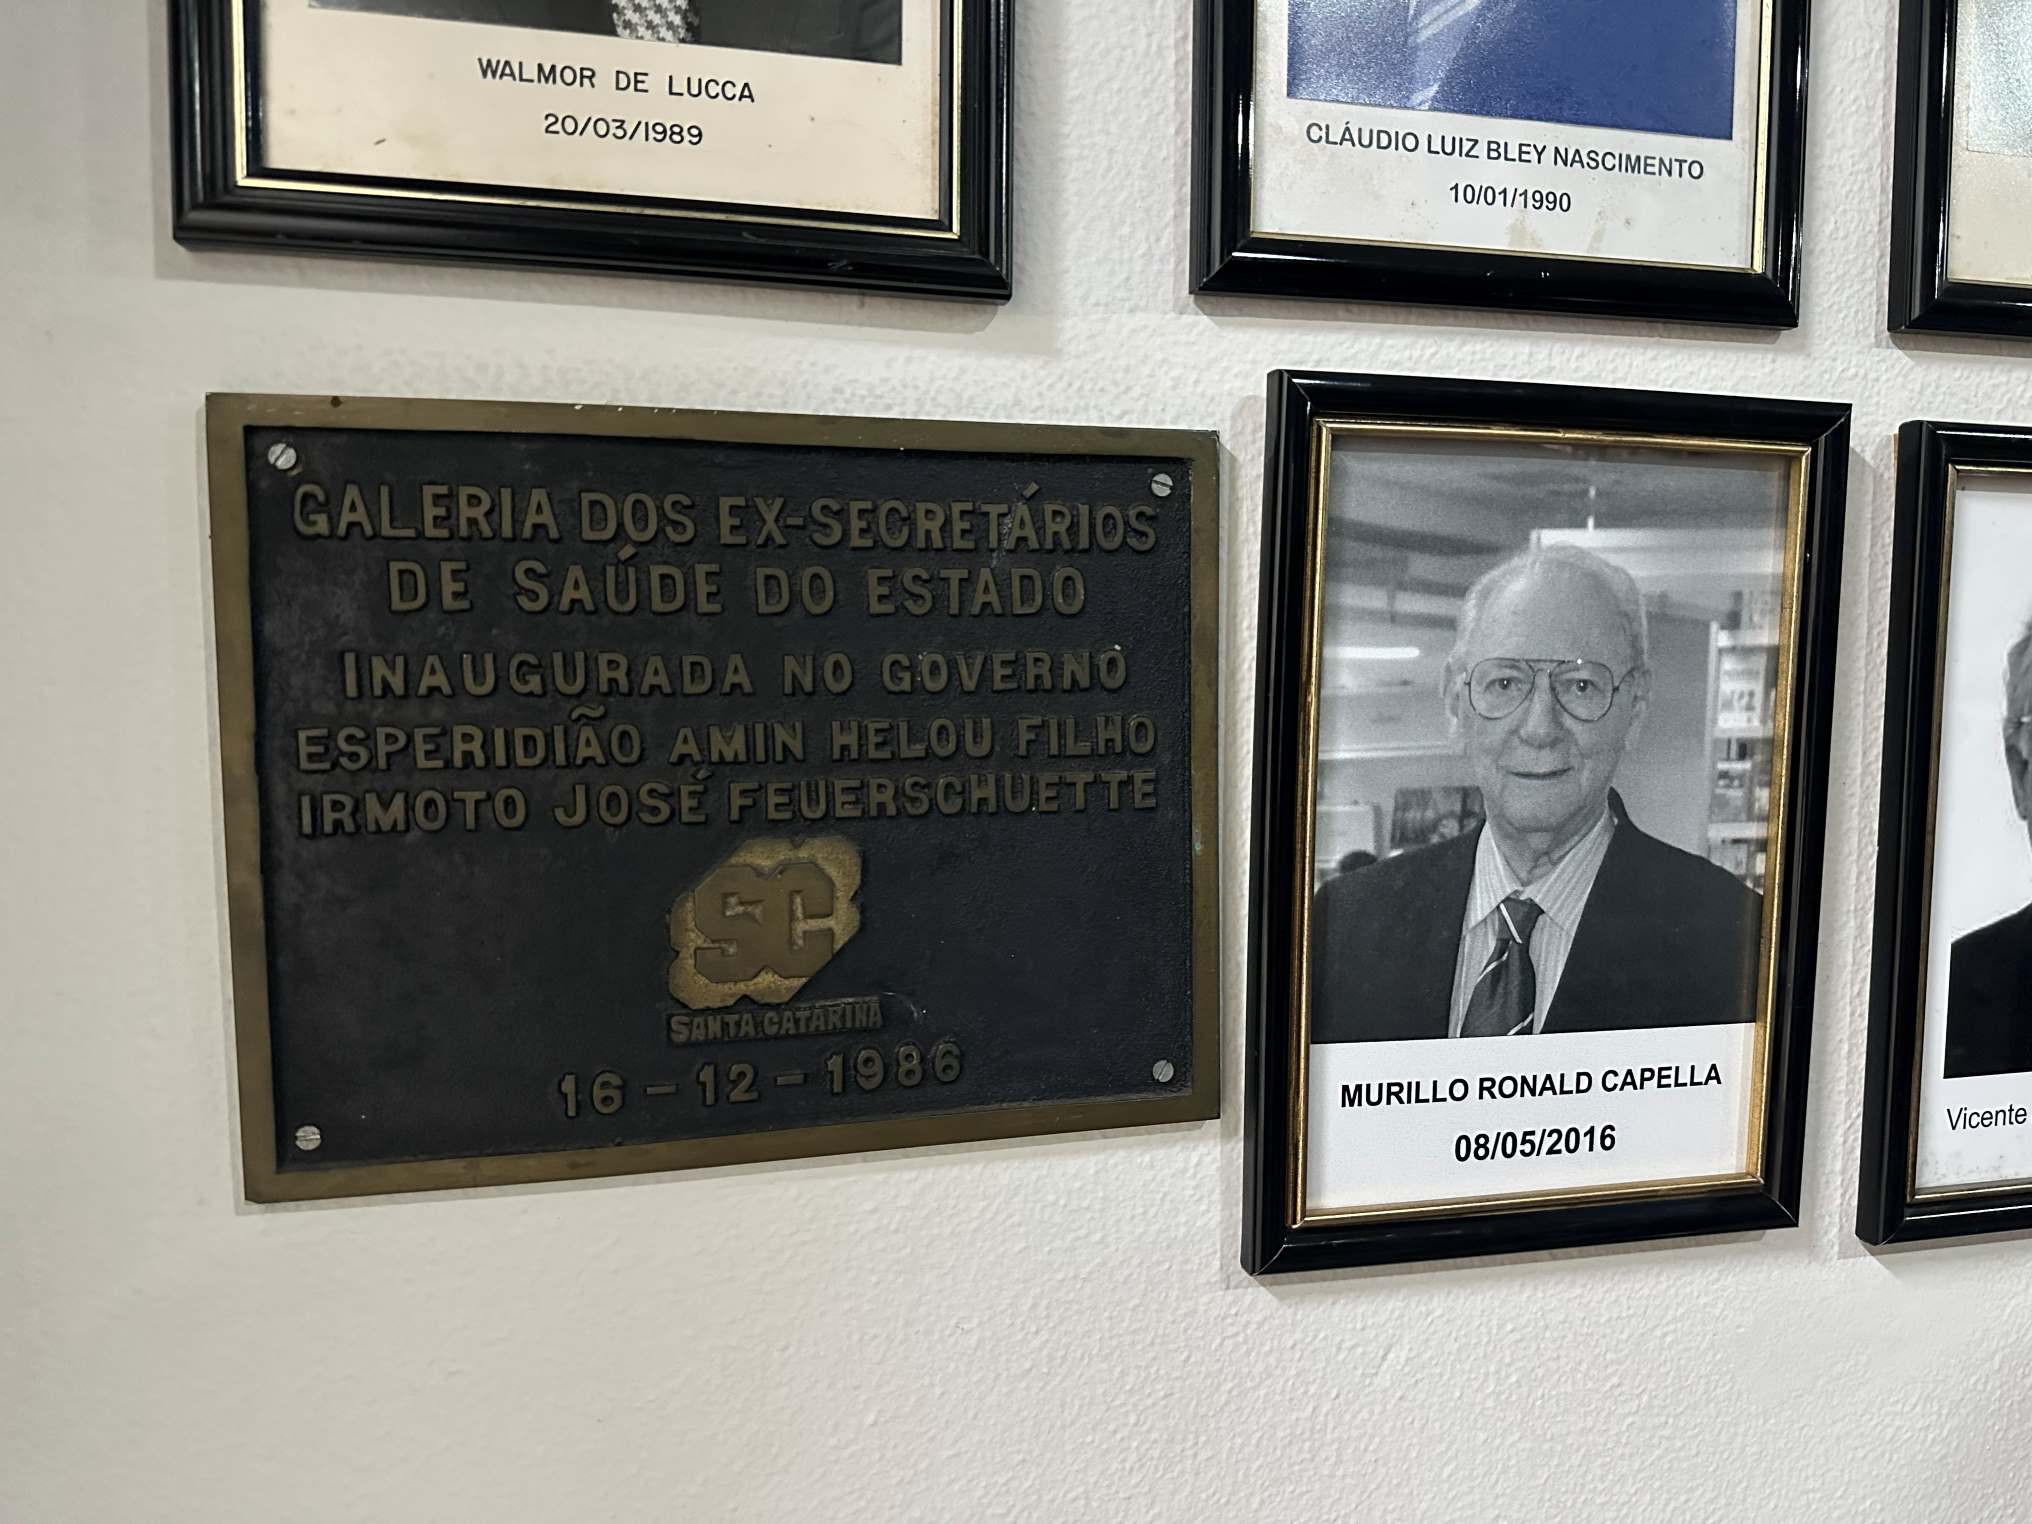 WALMOR DE LUCCA
20/03/1989
CLÁUDIO LUIZ BLEY NASCIMENTO
10/01/1990
GALERIA DOS EX-SECRETÁRIOS
DE SAÚDE DO ESTADO
INAUGURADA NO GOVERNO
ESPERIDIÃO AMIN HELOU FILHO
IRMOTO JOSÉ FEUERSCHUETTE
SC
SANTA CATARINA
16-12-1986
MURILLO RONALD CAPELLA
08/05/2016
Vicente